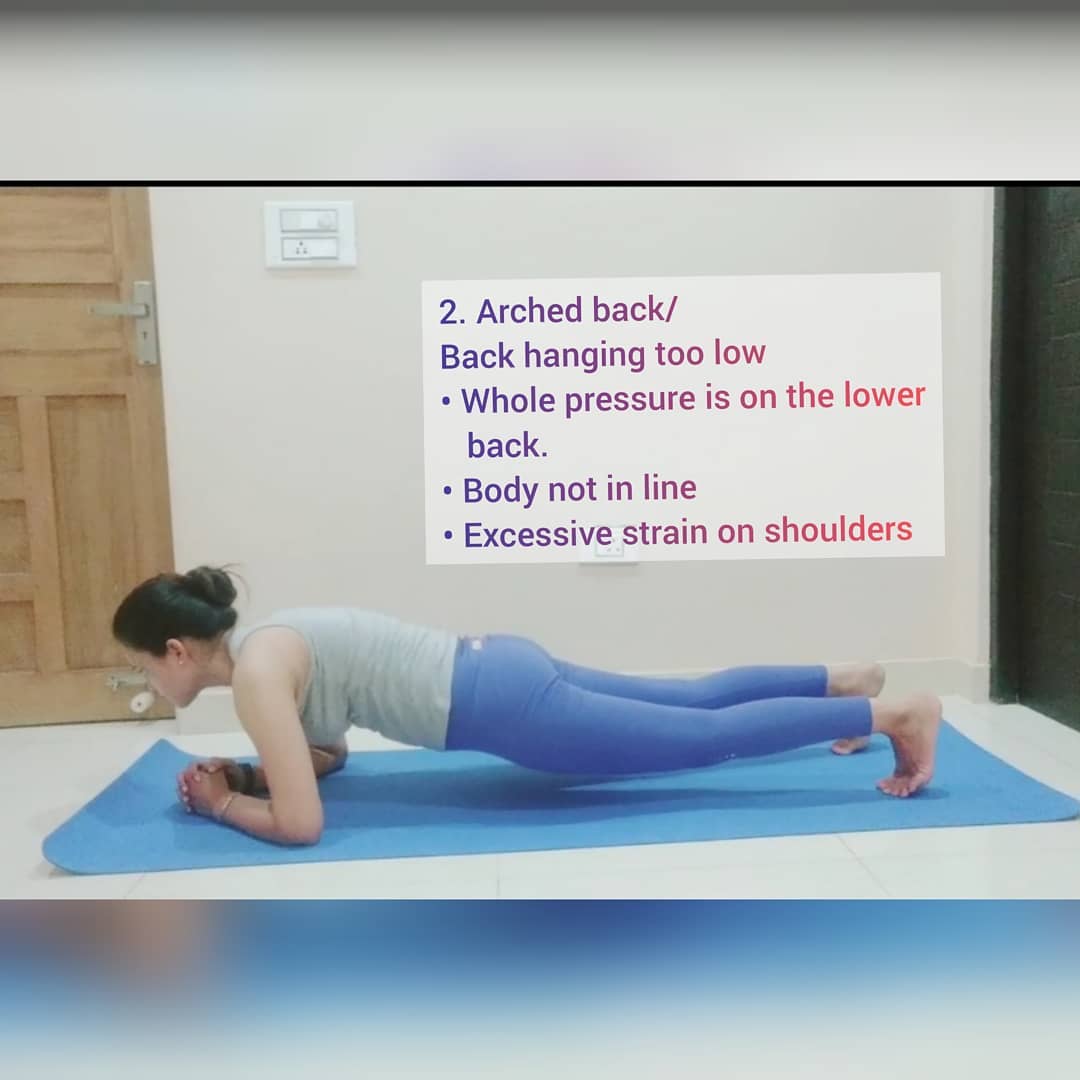 2. Arched back/
Back hanging too low
• Whole pressure is on the lower
back.
• Body not in line
• Excessive strain on shoulders